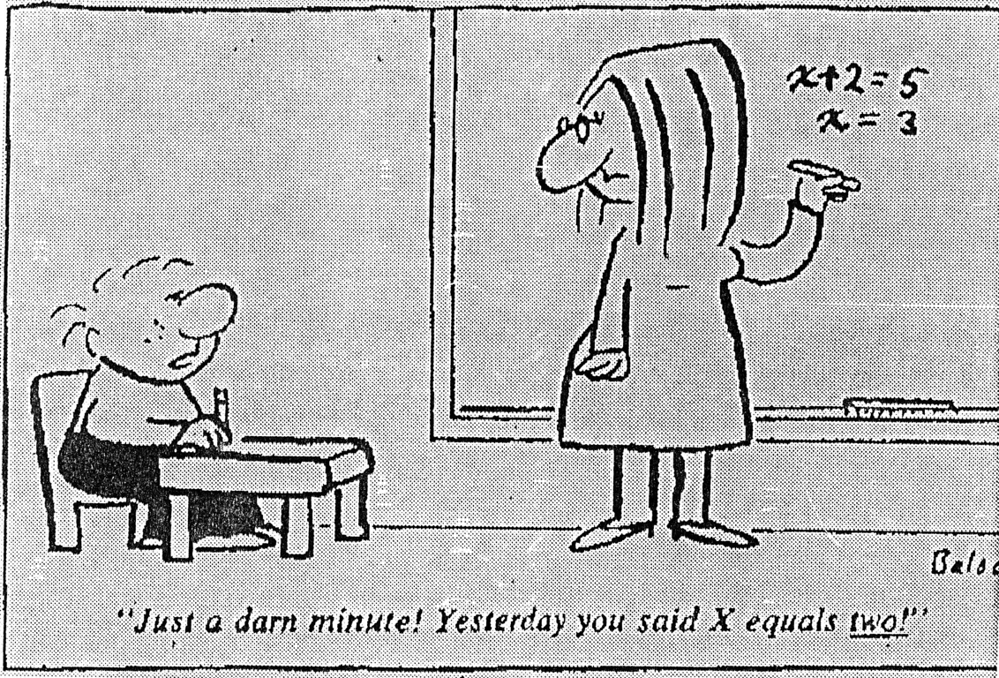 x+2=5
x=3
"Just a darn minute! Yesterday you said X equals two!"